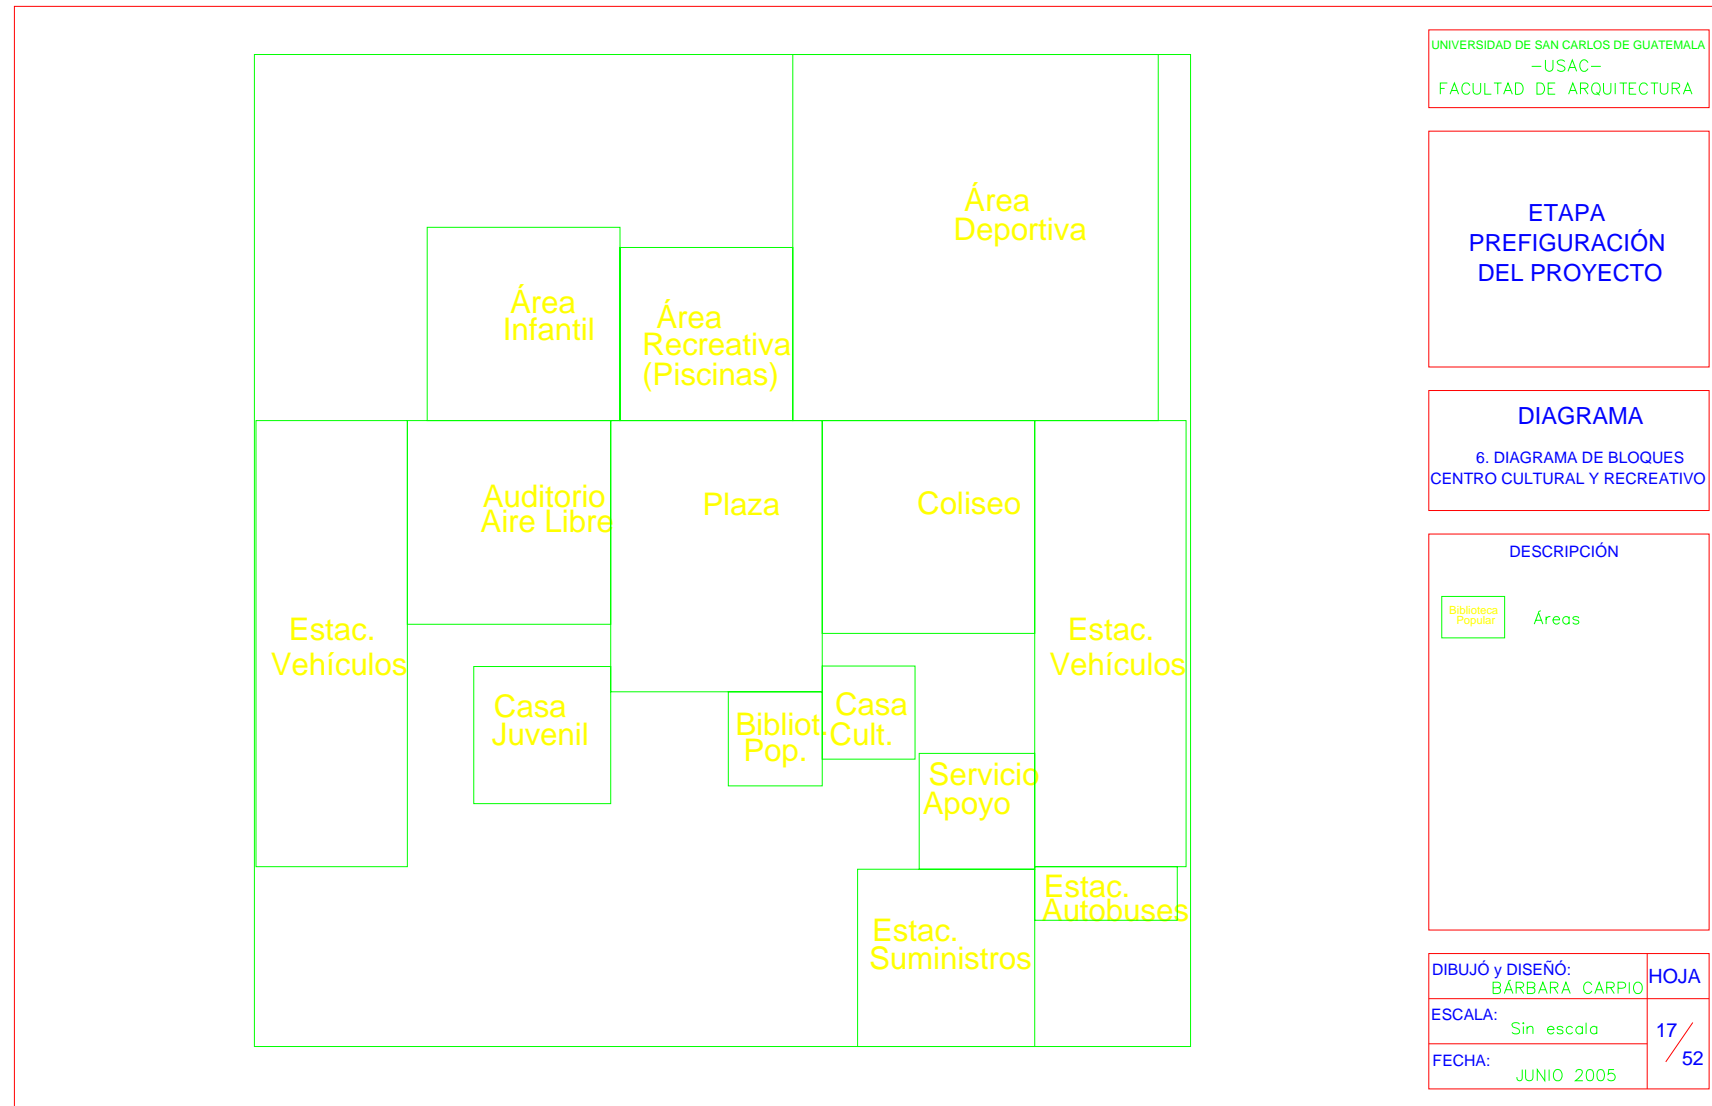 UNIVERSIDAD DE SAN CARLOS DE GUATEMALA
-USAC-
FACULTAD DE ARQUITECTURA
ETAPA
PREFIGURACIÓN
DEL PROYECTO
DIAGRAMA
6. DIAGRAMA DE BLOQUES
CENTRO CULTURAL Y RECREATIVO
DESCRIPCIÓN
Biblioteca
Popular
Áreas
DIBUJÓ y DISEÑÓ:
BÁRBARA CARPIO
HOJA
ESCALA:
Sin escala
17/52
FECHA:
JUNIO 2005
Área
Deportiva
Área
Infantil
Área
Recreativa
(Piscinas)
Auditorio
Aire Libre
Plaza
Coliseo
Estac.
Vehículos
Estac.
Vehículos
Casa
Juvenil
Bibliot.
Pop.
Casa
Cult.
Servicio
Apoyo
Estac.
Autobuses
Estac.
Suministros